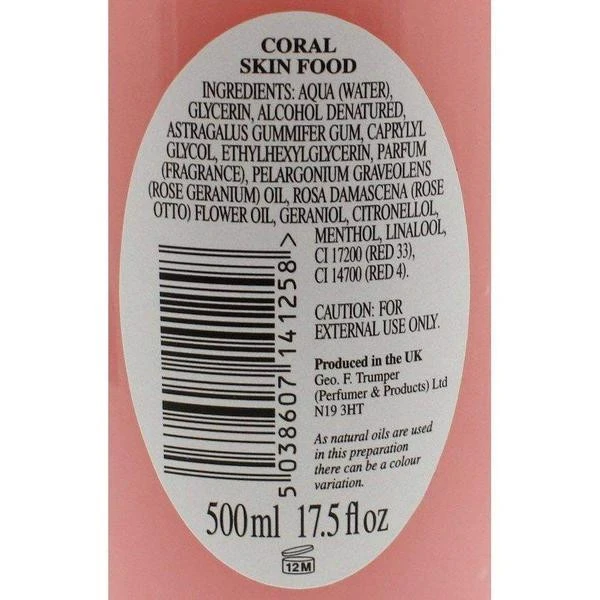 CORAL
SKIN FOOD
INGREDIENTS: AQUA (WATER),
GLYCERIN, ALCOHOL DENATURED,
ASTRAGALUS GUMMIFER GUM, CAPRYLYL
GLYCOL, ETHYLHEXYLGLYCERIN, PARFUM
(FRAGRANCE), PELARGONIUM GRAVEOLENS
(ROSE GERANIUM) OIL, ROSA DAMASCENA (ROSE
OTTO) FLOWER OIL, GERANIOL, CITRONELLOL,
MENTHOL, LINALOOL,
CI 17200 (RED 33),
CI 14700 (RED 4).
CAUTION: FOR
EXTERNAL USE ONLY.
Produced in the UK
Geo. F. Trumper
(Perfumer & Products) Ltd
N19 3HT
As natural oils are used
in this preparation
there can be a colour
variation.
5 038607 141258 >
500ml 17.5 fl oz
12M